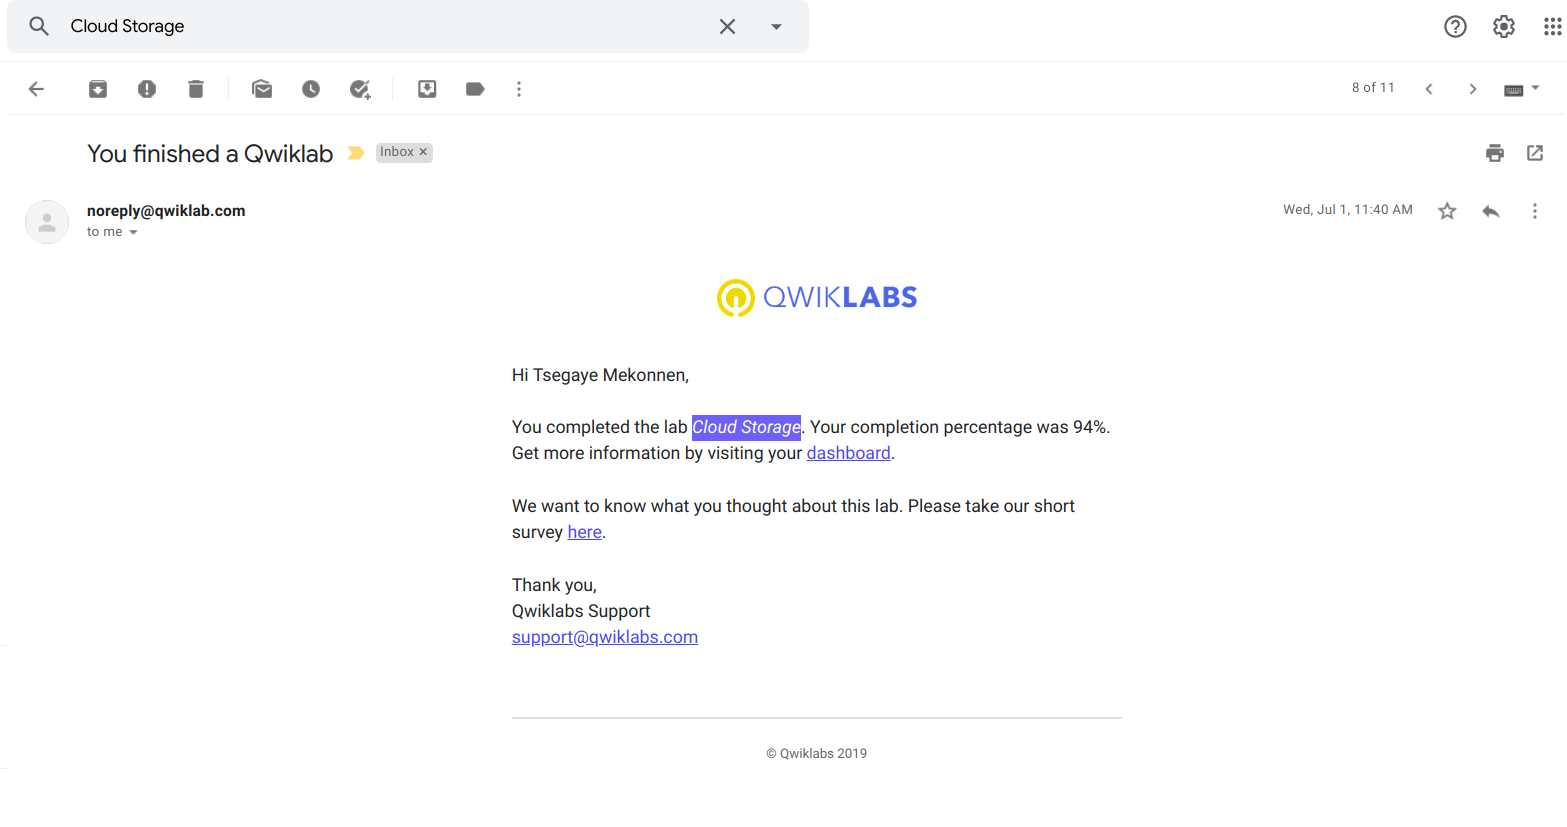 Cloud Storage
8 of 11
You finished a Qwiklab
Inbox ×
noreply@qwiklab.com
Wed, Jul 1, 11:40 AM
to me
QWIKLABS
Hi Tsegaye Mekonnen,
You completed the lab Cloud Storage. Your completion percentage was 94%.
Get more information by visiting your dashboard.
We want to know what you thought about this lab. Please take our short
survey here.
Thank you,
Qwiklabs Support
support@qwiklabs.com
© Qwiklabs 2019